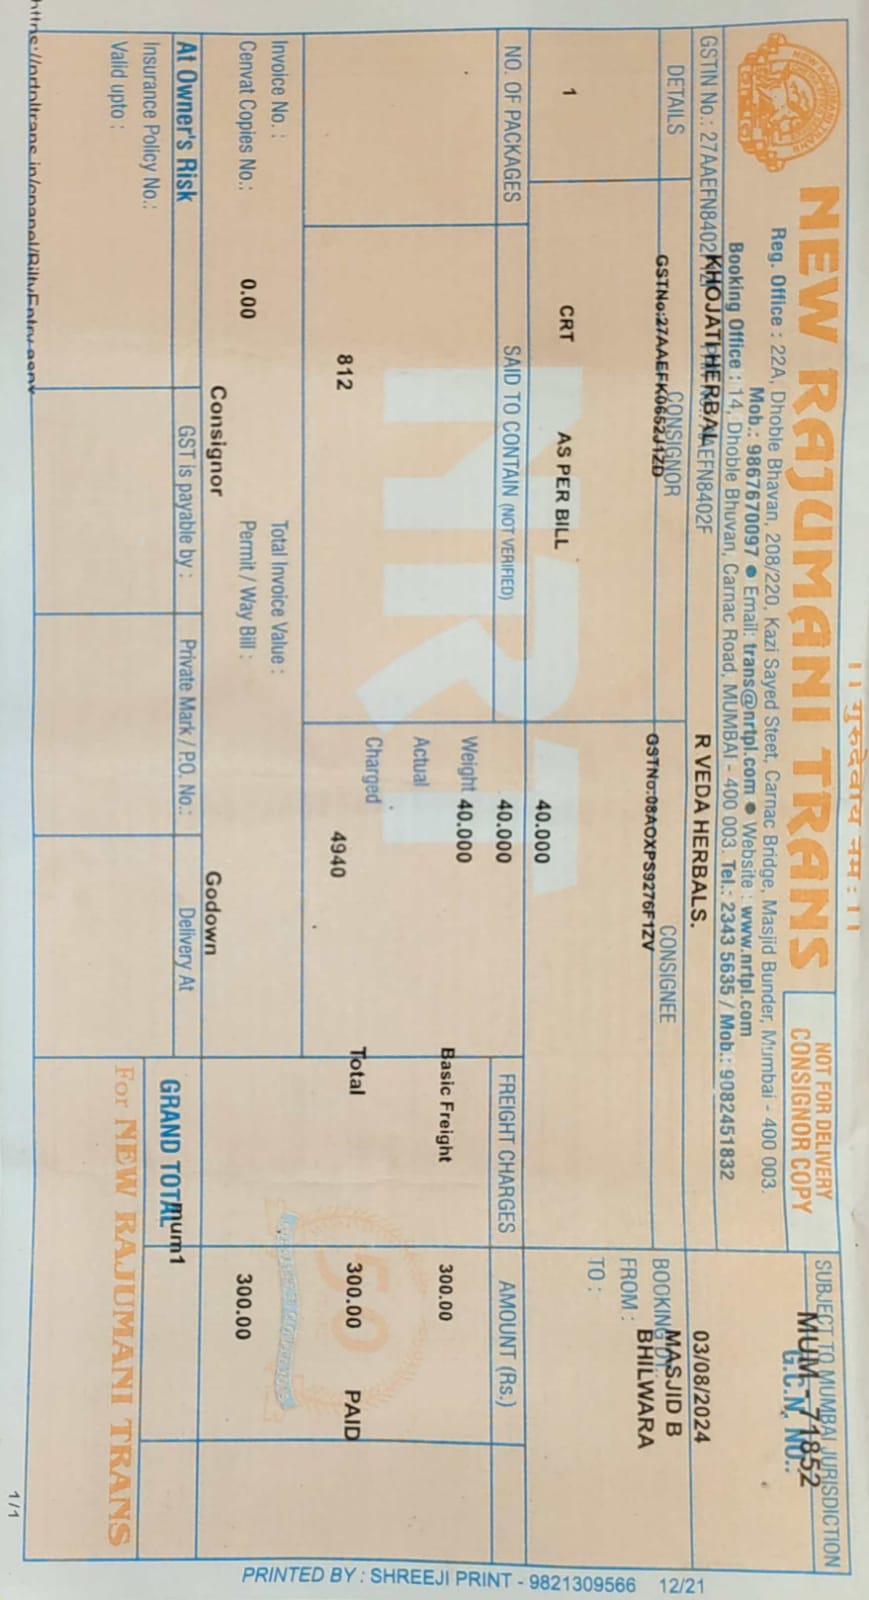 ।। गुरुदेवाय नमः ।।
NEW RAJUMANI TRANS
NOT FOR DELIVERY
CONSIGNOR COPY
SUBJECT TO MUMBAI JURISDICTION
MUM - 71852
G.C.N. NO.:
Reg. Office : 22A, Dhoble Bhavan, 208/220, Kazi Sayed Steet, Carnac Bridge, Masjid Bunder, Mumbai - 400 003.
Mob.: 9867670097 ● Email: trans@nrtpl.com ● Website : www.nrtpl.com
Booking Office : 14, Dhoble Bhuvan, Carnac Road, MUMBAI - 400 003. Tel.: 2343 5635 / Mob.: 9082451832
GSTIN No.: 27AAEFN8402
AAEFN8402F
KHOJATI HERBAL
R VEDA HERBALS.
03/08/2024
DETAILS
CONSIGNOR
CONSIGNEE
GSTNo:27AAEFK0652J1ZD
GSTNo:08AOXPS9276F1ZV
BOOKING
MASJID B
FROM :
BHILWARA
TO :
1
CRT
AS PER BILL
40.000
NO. OF PACKAGES
SAID TO CONTAIN (NOT VERIFIED)
40.000
FREIGHT CHARGES
AMOUNT (Rs.)
Weight 40.000
Actual
Basic Freight
300.00
Charged
812
4940
Total
300.00
PAID
50
NRT
Invoice No. :
Total Invoice Value :
Cenvat Copies No.:
0.00
Permit / Way Bill :
300.00
Consignor
Godown
At Owner's Risk
GST is payable by :
Private Mark / P.O. No.:
Delivery At
GRAND TOTAL
mum1
Insurance Policy No.:
Valid upto :
For NEW RAJUMANI TRANS
PRINTED BY : SHREEJI PRINT - 9821309566 12/21
1/1